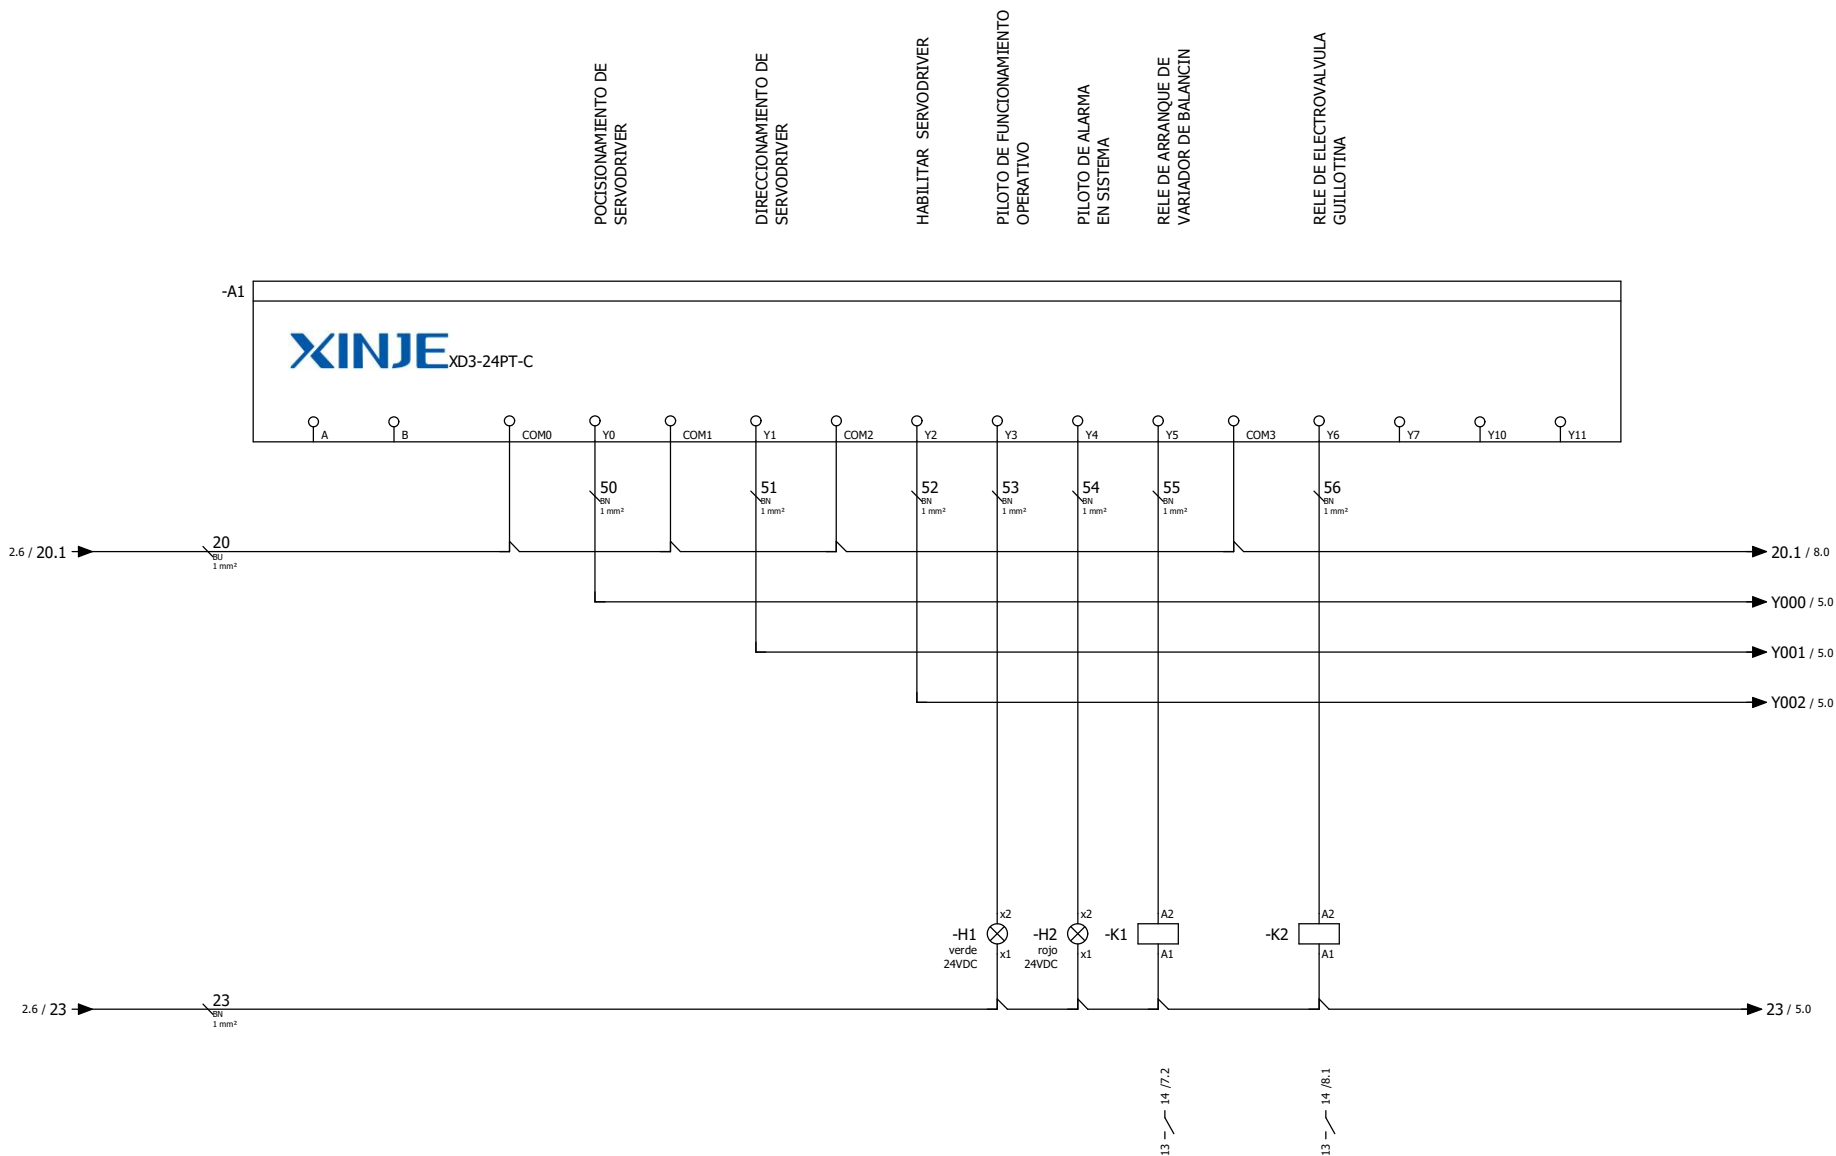 POCISIONAMIENTO DE
SERVODRIVER
DIRECCIONAMIENTO DE
SERVODRIVER
HABILITAR SERVODRIVER
PILOTO DE FUNCIONAMIENTO
OPERATIVO
PILOTO DE ALARMA
EN SISTEMA
RELE DE ARRANQUE DE
VARIADOR DE BALANCIN
RELE DE ELECTROVALVULA
GUILLOTINA
-A1
XINJE XD3-24PT-C
A B COM0 Y0 COM1 Y1 COM2 Y2 Y3 Y4 Y5 COM3 Y6 Y7 Y10 Y11
50
BN
1 mm²
51
BN
1 mm²
52
BN
1 mm²
53
BN
1 mm²
54
BN
1 mm²
55
BN
1 mm²
56
BN
1 mm²
2.6 / 20.1
20
BU
1 mm²
20.1 / 8.0
Y000 / 5.0
Y001 / 5.0
Y002 / 5.0
-H1
verde
24VDC
x2
x1
-H2
rojo
24VDC
x2
x1
-K1
A2
A1
-K2
A2
A1
2.6 / 23
23
BN
1 mm²
23 / 5.0
13 14 /7.2
13 14 /8.1